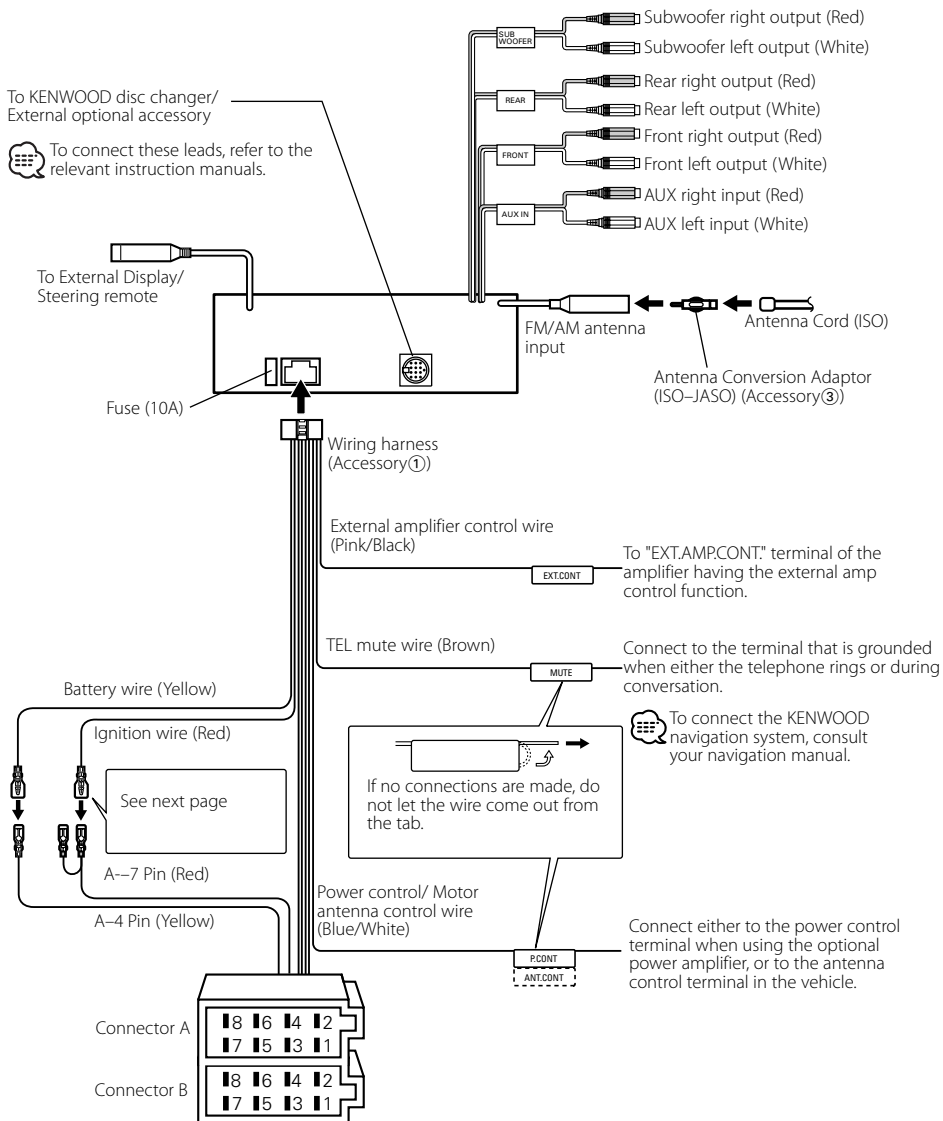 Subwoofer right output (Red)
SUB
WOOFER
Subwoofer left output (White)
Rear right output (Red)
REAR
Rear left output (White)
Front right output (Red)
FRONT
Front left output (White)
AUX right input (Red)
AUX IN
AUX left input (White)
To KENWOOD disc changer/
External optional accessory
To connect these leads, refer to the
relevant instruction manuals.
To External Display/
Steering remote
FM/AM antenna
input
Antenna Cord (ISO)
Antenna Conversion Adaptor
(ISO–JASO) (Accessory③)
Fuse (10A)
Wiring harness
(Accessory①)
External amplifier control wire
(Pink/Black)
EXT.CONT
To "EXT.AMP.CONT." terminal of the
amplifier having the external amp
control function.
TEL mute wire (Brown)
MUTE
Connect to the terminal that is grounded
when either the telephone rings or during
conversation.
To connect the KENWOOD
navigation system, consult
your navigation manual.
Battery wire (Yellow)
Ignition wire (Red)
See next page
If no connections are made, do
not let the wire come out from
the tab.
A-–7 Pin (Red)
A–4 Pin (Yellow)
Power control/ Motor
antenna control wire
(Blue/White)
P.CONT
ANT.CONT
Connect either to the power control
terminal when using the optional
power amplifier, or to the antenna
control terminal in the vehicle.
Connector A
8 6 4 2
7 5 3 1
Connector B
8 6 4 2
7 5 3 1